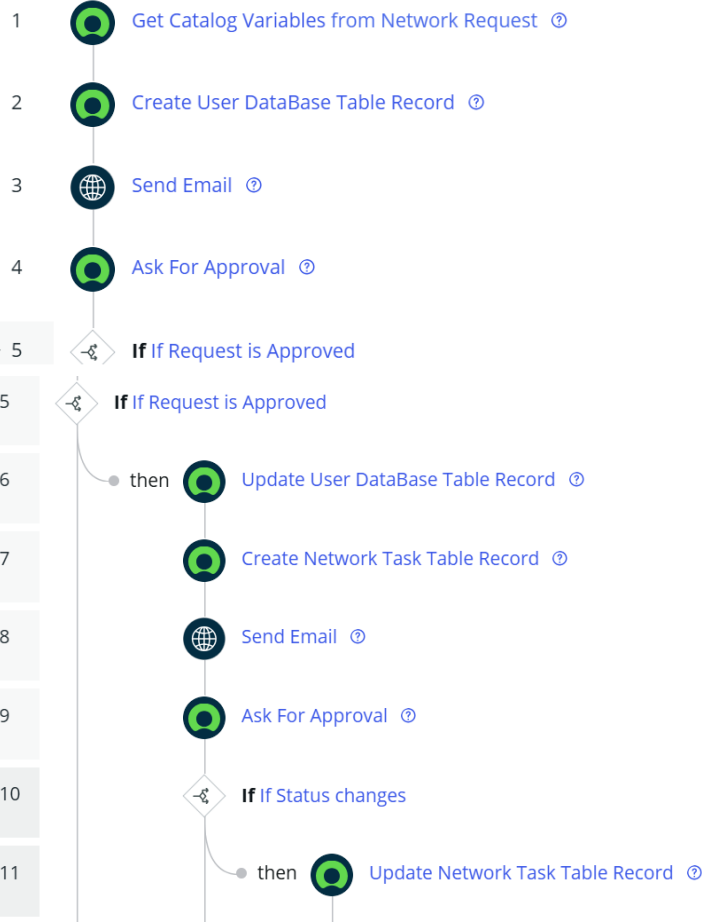 1 Get Catalog Variables from Network Request ?
2 Create User DataBase Table Record ?
3 Send Email ?
4 Ask For Approval ?
5 If If Request is Approved
5 If If Request is Approved
6 then Update User DataBase Table Record ?
7 Create Network Task Table Record ?
8 Send Email ?
9 Ask For Approval ?
10 If If Status changes
11 then Update Network Task Table Record ?